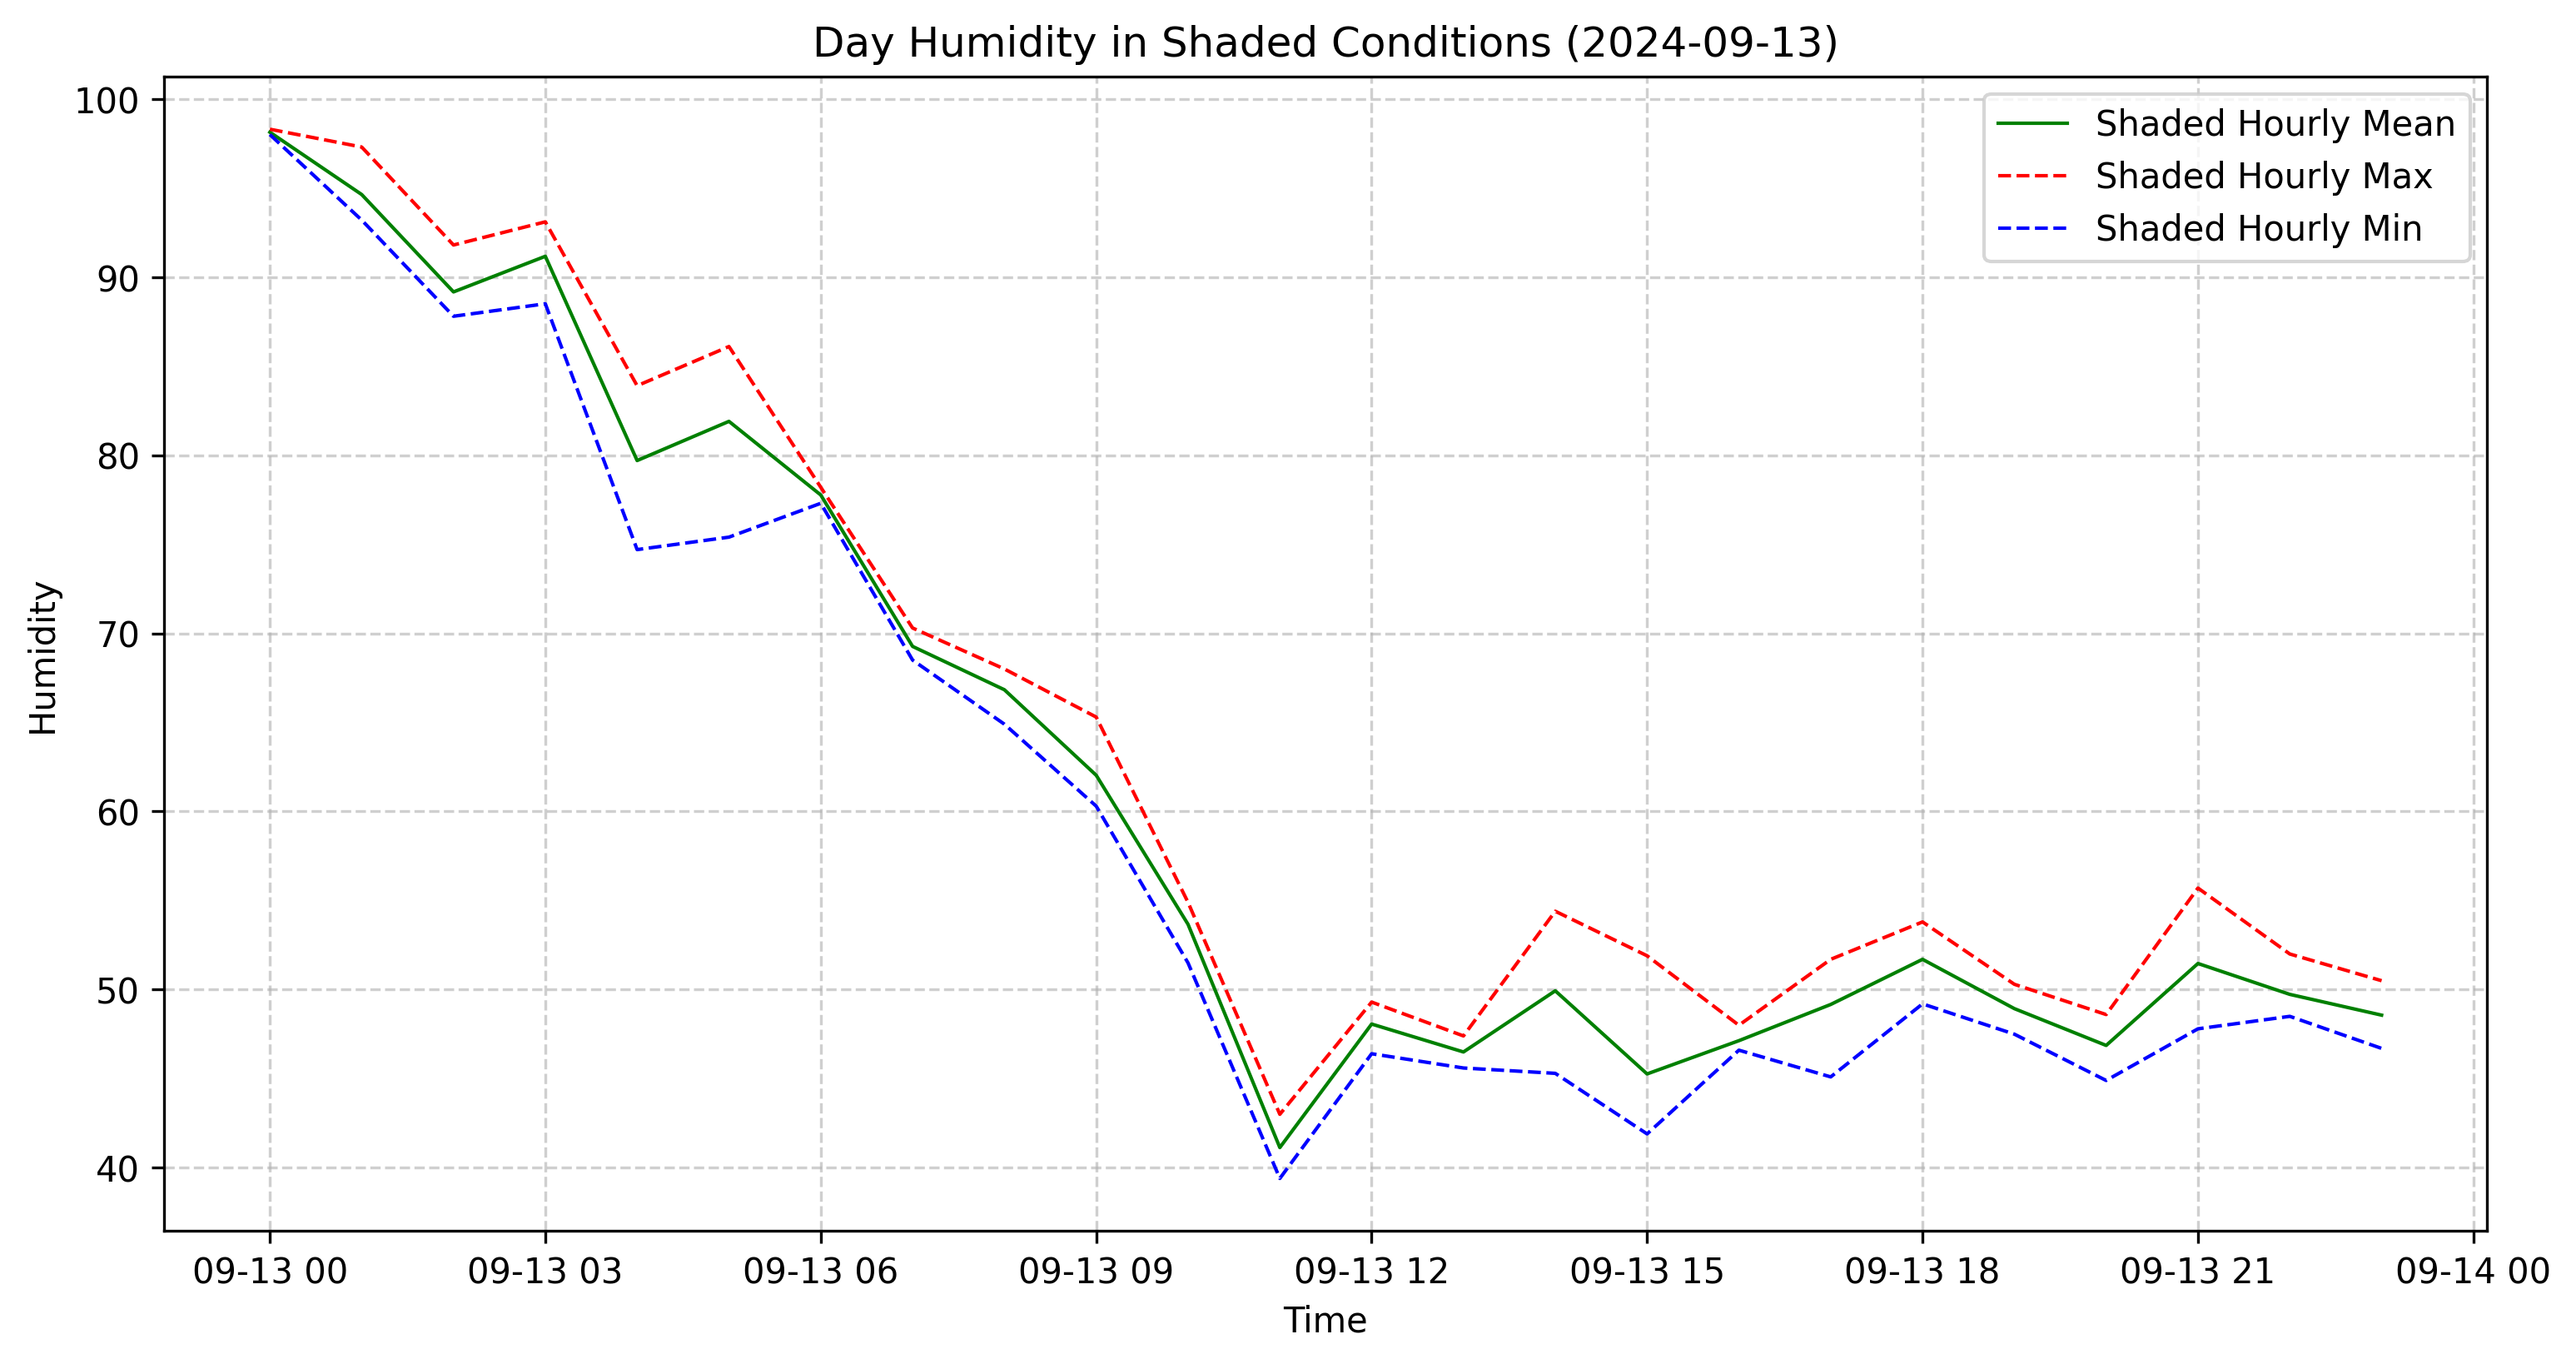 Day Humidity in Shaded Conditions (2024-09-13)
Shaded Hourly Mean
Shaded Hourly Max
Shaded Hourly Min
Humidity
100
90
80
70
60
50
40
09-13 00 09-13 03 09-13 06 09-13 09 09-13 12 09-13 15 09-13 18 09-13 21 09-14 00
Time